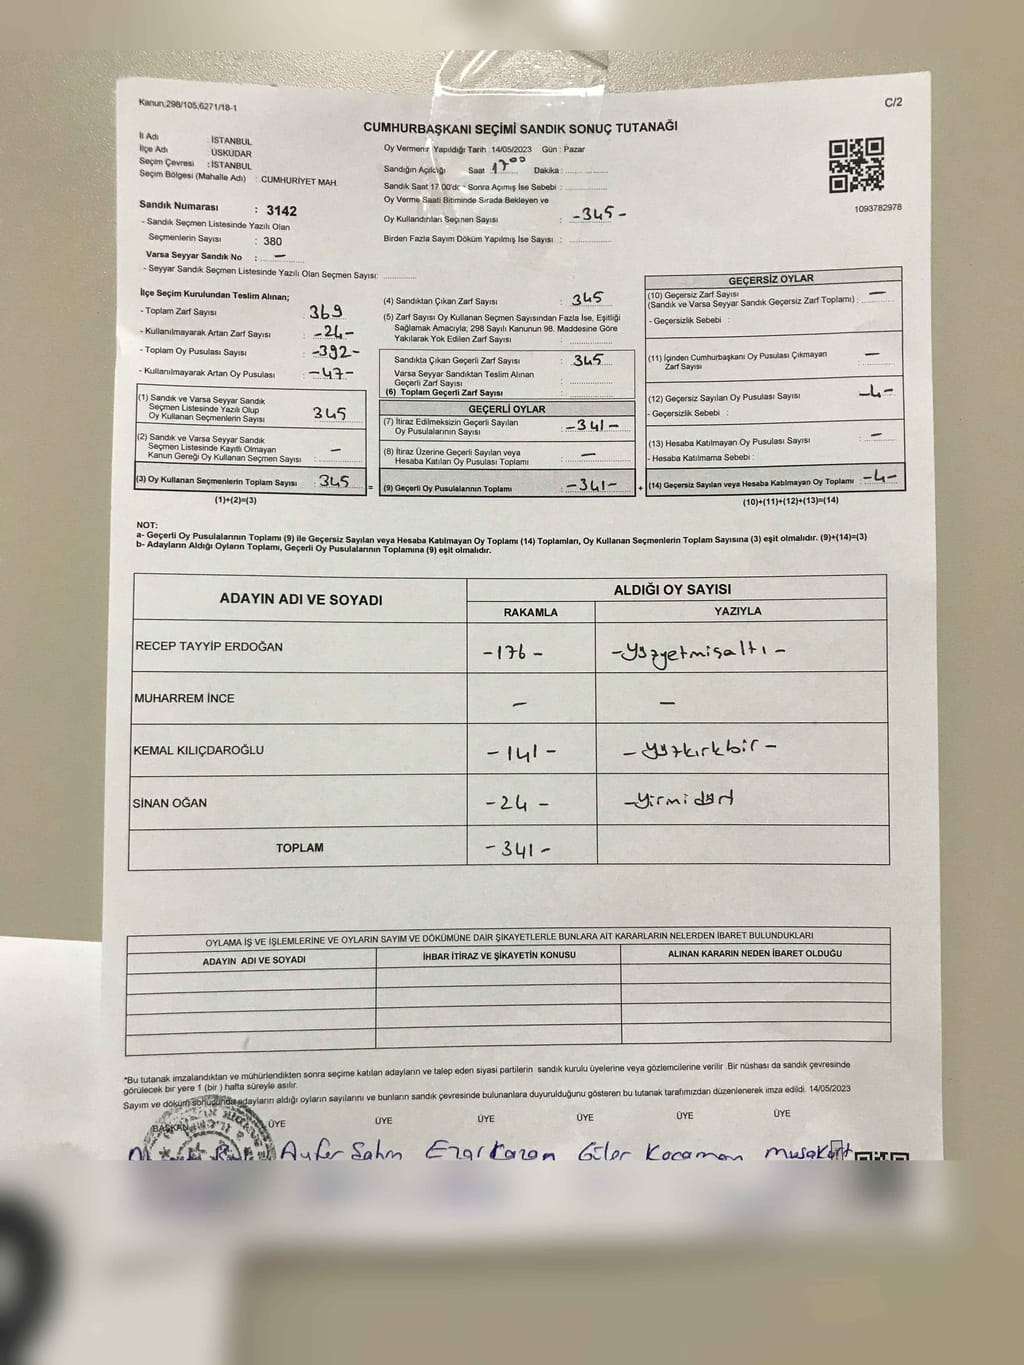 Kanun,298/105,6271/18-1
C/2
CUMHURBAŞKANI SEÇİMİ SANDIK SONUÇ TUTANAĞI
İl Adı : İSTANBUL
İlçe Adı : ÜSKÜDAR
Seçim Çevresi : İSTANBUL
Seçim Bölgesi (Mahalle Adı) : CUMHURİYET MAH.
Sandık Numarası : 3142
- Sandık Seçmen Listesinde Yazılı Olan
Seçmenlerin Sayısı : 380
Varsa Seyyar Sandık No : —
- Seyyar Sandık Seçmen Listesinde Yazılı Olan Seçmen Sayısı:
Oy Vermenin Yapıldığı Tarih :14/05/2023 Gün : Pazar
Sandığın Açıldığı Saat : 17 00 Dakika :
Sandık Saat 17.00'de Sonra Açımış İse Sebebi :
Oy Verme Saati Bitiminde Sırada Bekleyen ve
Oy Kullandırılan Seçmen Sayısı : -345-
Birden Fazla Sayım Döküm Yapılmış İse Sayısı :
1093782978
İlçe Seçim Kurulundan Teslim Alınan;
- Toplam Zarf Sayısı : 369
- Kullanılmayarak Artan Zarf Sayısı : -24-
- Toplam Oy Pusulası Sayısı : -392-
- Kullanılmayarak Artan Oy Pusulası : -47-
(1) Sandık ve Varsa Seyyar Sandık
Seçmen Listesinde Yazılı Olup
Oy Kullanan Seçmenlerin Sayısı : 345
(2) Sandık ve Varsa Seyyar Sandık
Seçmen Listesinde Kayıtlı Olmayan
Kanun Gereği Oy Kullanan Seçmen Sayısı : —
(3) Oy Kullanan Seçmenlerin Toplam Sayısı : 345 =
(1)+(2)=(3)
(4) Sandıktan Çıkan Zarf Sayısı : 345
(5) Zarf Sayısı Oy Kullanan Seçmen Sayısından Fazla İse, Eşitliği
Sağlamak Amacıyla; 298 Sayılı Kanunun 98. Maddesine Göre
Yakılarak Yok Edilen Zarf Sayısı :
Sandıkta Çıkan Geçerli Zarf Sayısı : 345
Varsa Seyyar Sandıktan Teslim Alınan
Geçerli Zarf Sayısı :
(6) Toplam Geçerli Zarf Sayısı :
GEÇERLİ OYLAR
(7) İtiraz Edilmeksizin Geçerli Sayılan
Oy Pusulalarının Sayısı : -341-
(8) İtiraz Üzerine Geçerli Sayılan veya
Hesaba Katılan Oy Pusulası Toplamı : —
(9) Geçerli Oy Pusulalarının Toplamı : -341- +
GEÇERSİZ OYLAR
(10) Geçersiz Zarf Sayısı
(Sandık ve Varsa Seyyar Sandık Geçersiz Zarf Toplamı) : —
- Geçersizlik Sebebi :
(11) İçinden Cumhurbaşkanı Oy Pusulası Çıkmayan
Zarf Sayısı : —
(12) Geçersiz Sayılan Oy Pusulası Sayısı : -4-
- Geçersizlik Sebebi :
(13) Hesaba Katılmayan Oy Pusulası Sayısı : —
- Hesaba Katılmama Sebebi :
(14) Geçersiz Sayılan veya Hesaba Katılmayan Oy Toplamı : -4-
(10)+(11)+(12)+(13)=(14)
NOT:
a- Geçerli Oy Pusulalarının Toplamı (9) ile Geçersiz Sayılan veya Hesaba Katılmayan Oy Toplamı (14) Toplamları, Oy Kullanan Seçmenlerin Toplam Sayısına (3) eşit olmalıdır. (9)+(14)=(3)
b- Adayların Aldığı Oyların Toplamı, Geçerli Oy Pusulalarının Toplamına (9) eşit olmalıdır.
ADAYIN ADI VE SOYADI ALDIĞI OY SAYISI
RAKAMLA YAZIYLA
RECEP TAYYİP ERDOĞAN -176- -yüzyetmişaltı-
MUHARREM İNCE — —
KEMAL KILIÇDAROĞLU -141- -yüzkırkbir-
SİNAN OĞAN -24- -yirmidört
TOPLAM -341-
OYLAMA İŞ VE İŞLEMLERİNE VE OYLARIN SAYIM VE DÖKÜMÜNE DAİR ŞİKAYETLERLE BUNLARA AİT KARARLARIN NELERDEN İBARET BULUNDUKLARI
ADAYIN ADI VE SOYADI İHBAR İTİRAZ VE ŞİKAYETİN KONUSU ALINAN KARARIN NEDEN İBARET OLDUĞU
*Bu tutanak imzalandıktan ve mühürlendikten sonra seçime katılan adayların ve talep eden siyasi partilerin sandık kurulu üyelerine veya gözlemcilerine verilir .Bir nüshası da sandık çevresinde
görülecek bir yere 1 (bir ) hafta süreyle asılır.
Sayım ve döküm sonucunda adayların aldığı oyların sayılarını ve bunların sandık çevresinde bulunanlara duyurulduğunu gösteren bu tutanak tarafımızdan düzenlenerek imza edildi. 14/05/2023
BAŞKAN ÜYE ÜYE ÜYE ÜYE ÜYE ÜYE
Ayfer Sahin Ezgi Kazan Güler Kocaman Musa Kurt